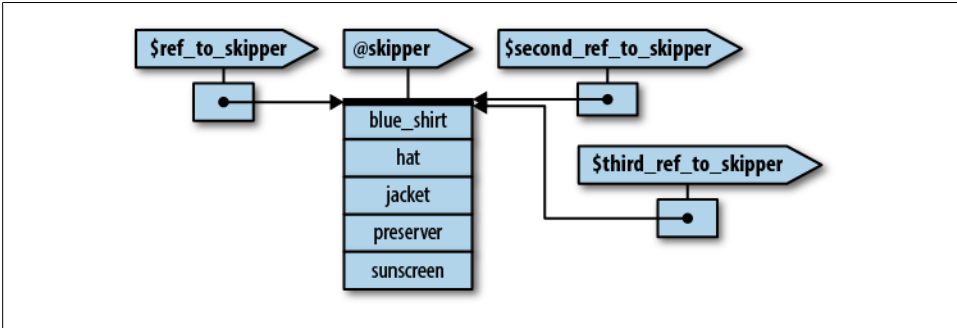 $ref_to_skipper
@skipper
$second_ref_to_skipper
blue_shirt
hat
jacket
preserver
sunscreen
$third_ref_to_skipper